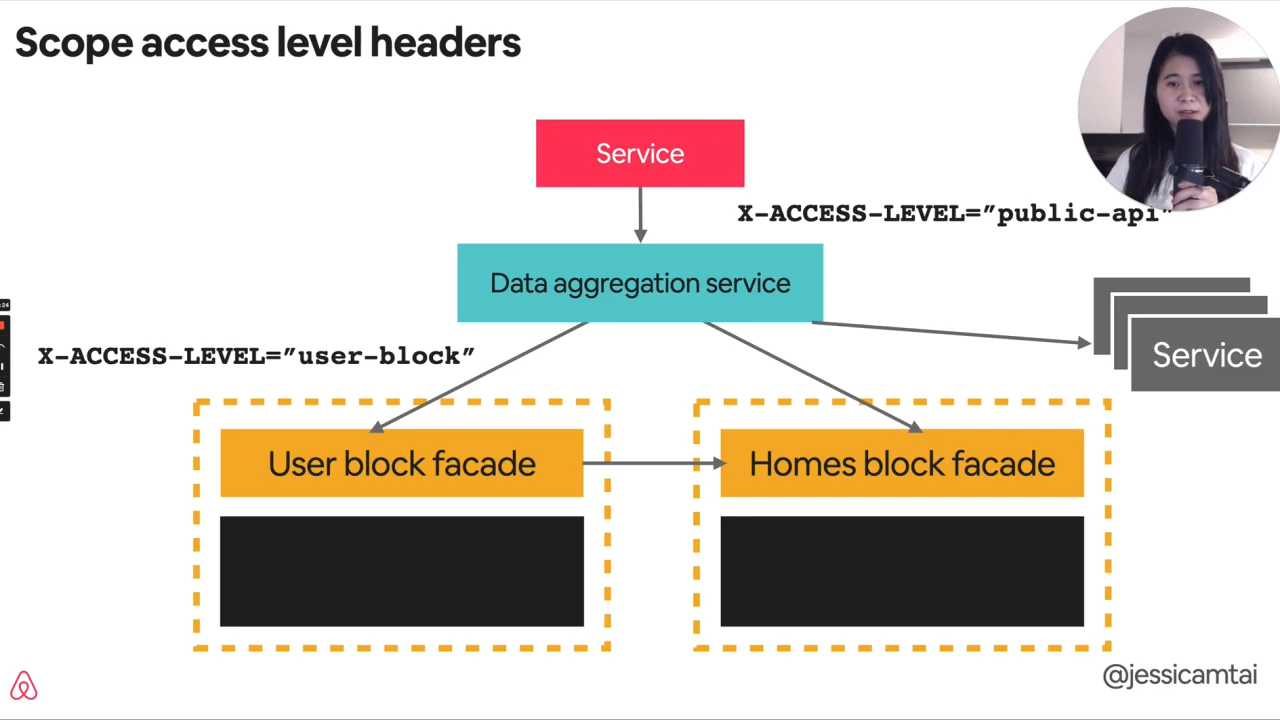 Scope access level headers
Service
X-ACCESS-LEVEL=”public-api”
Data aggregation service
Service
X-ACCESS-LEVEL=”user-block”
User block facade
Homes block facade
@jessicamtai